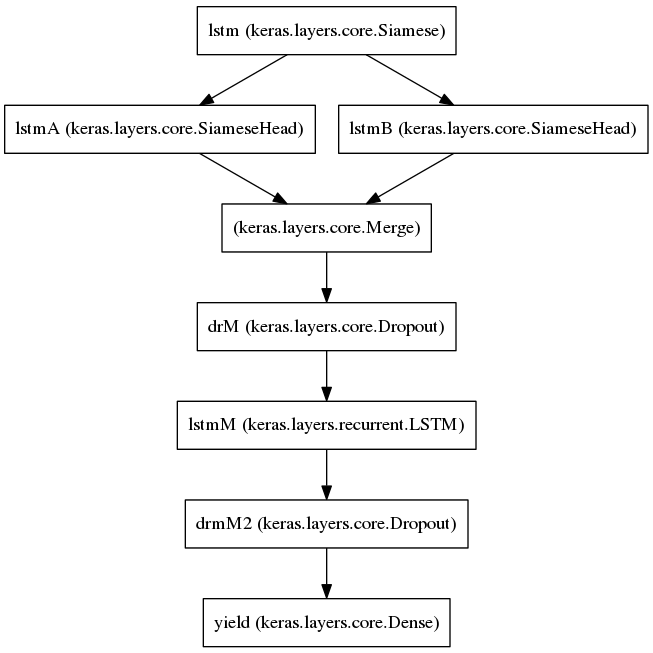 lstm (keras.layers.core.Siamese)
lstmA (keras.layers.core.SiameseHead)
lstmB (keras.layers.core.SiameseHead)
(keras.layers.core.Merge)
drM (keras.layers.core.Dropout)
lstmM (keras.layers.recurrent.LSTM)
drmM2 (keras.layers.core.Dropout)
yield (keras.layers.core.Dense)